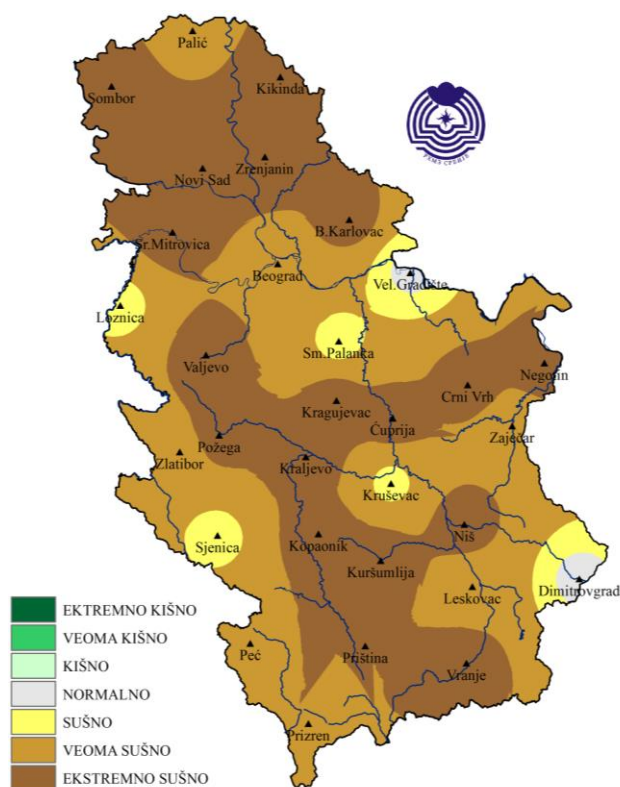 Palić
Sombor
Kikinda
Zrenjanin
Novi Sad
B.Karlovac
Sr.Mitrovica
Beograd
Vel.Gradište
Loznica
Sm.Palanka
Valjevo
Negotin
Crni Vrh
Kragujevac
Ćuprija
Zaječar
Požega
Zlatibor
Kraljevo
Kruševac
Niš
Sjenica
Kopaonik
Kuršumlija
Dimitrovgrad
Leskovac
Peć
Priština
Vranje
Prizren
EKTREMNO KIŠNO
VEOMA KIŠNO
KIŠNO
NORMALNO
SUŠNO
VEOMA SUŠNO
EKSTREMNO SUŠNO